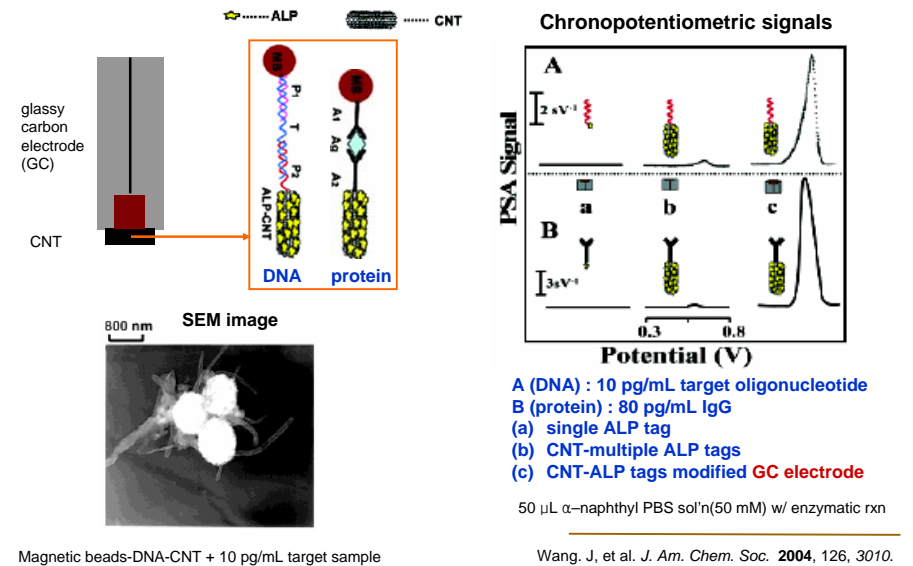 ALP
CNT
glassy
carbon
electrode
(GC)
CNT
MB
P1
T
P2
ALP-CNT
DNA
MB
A1
Ag
A2
protein
SEM image
800 nm
Magnetic beads-DNA-CNT + 10 pg/mL target sample
Chronopotentiometric signals
PSA Signal
A
2 sV⁻¹
a
b
c
B
3sV⁻¹
0.3
0.8
Potential (V)
A (DNA) : 10 pg/mL target oligonucleotide
B (protein) : 80 pg/mL IgG
(a) single ALP tag
(b) CNT-multiple ALP tags
(c) CNT-ALP tags modified GC electrode
50 μL α–naphthyl PBS sol'n(50 mM) w/ enzymatic rxn
Wang. J, et al. J. Am. Chem. Soc. 2004, 126, 3010.